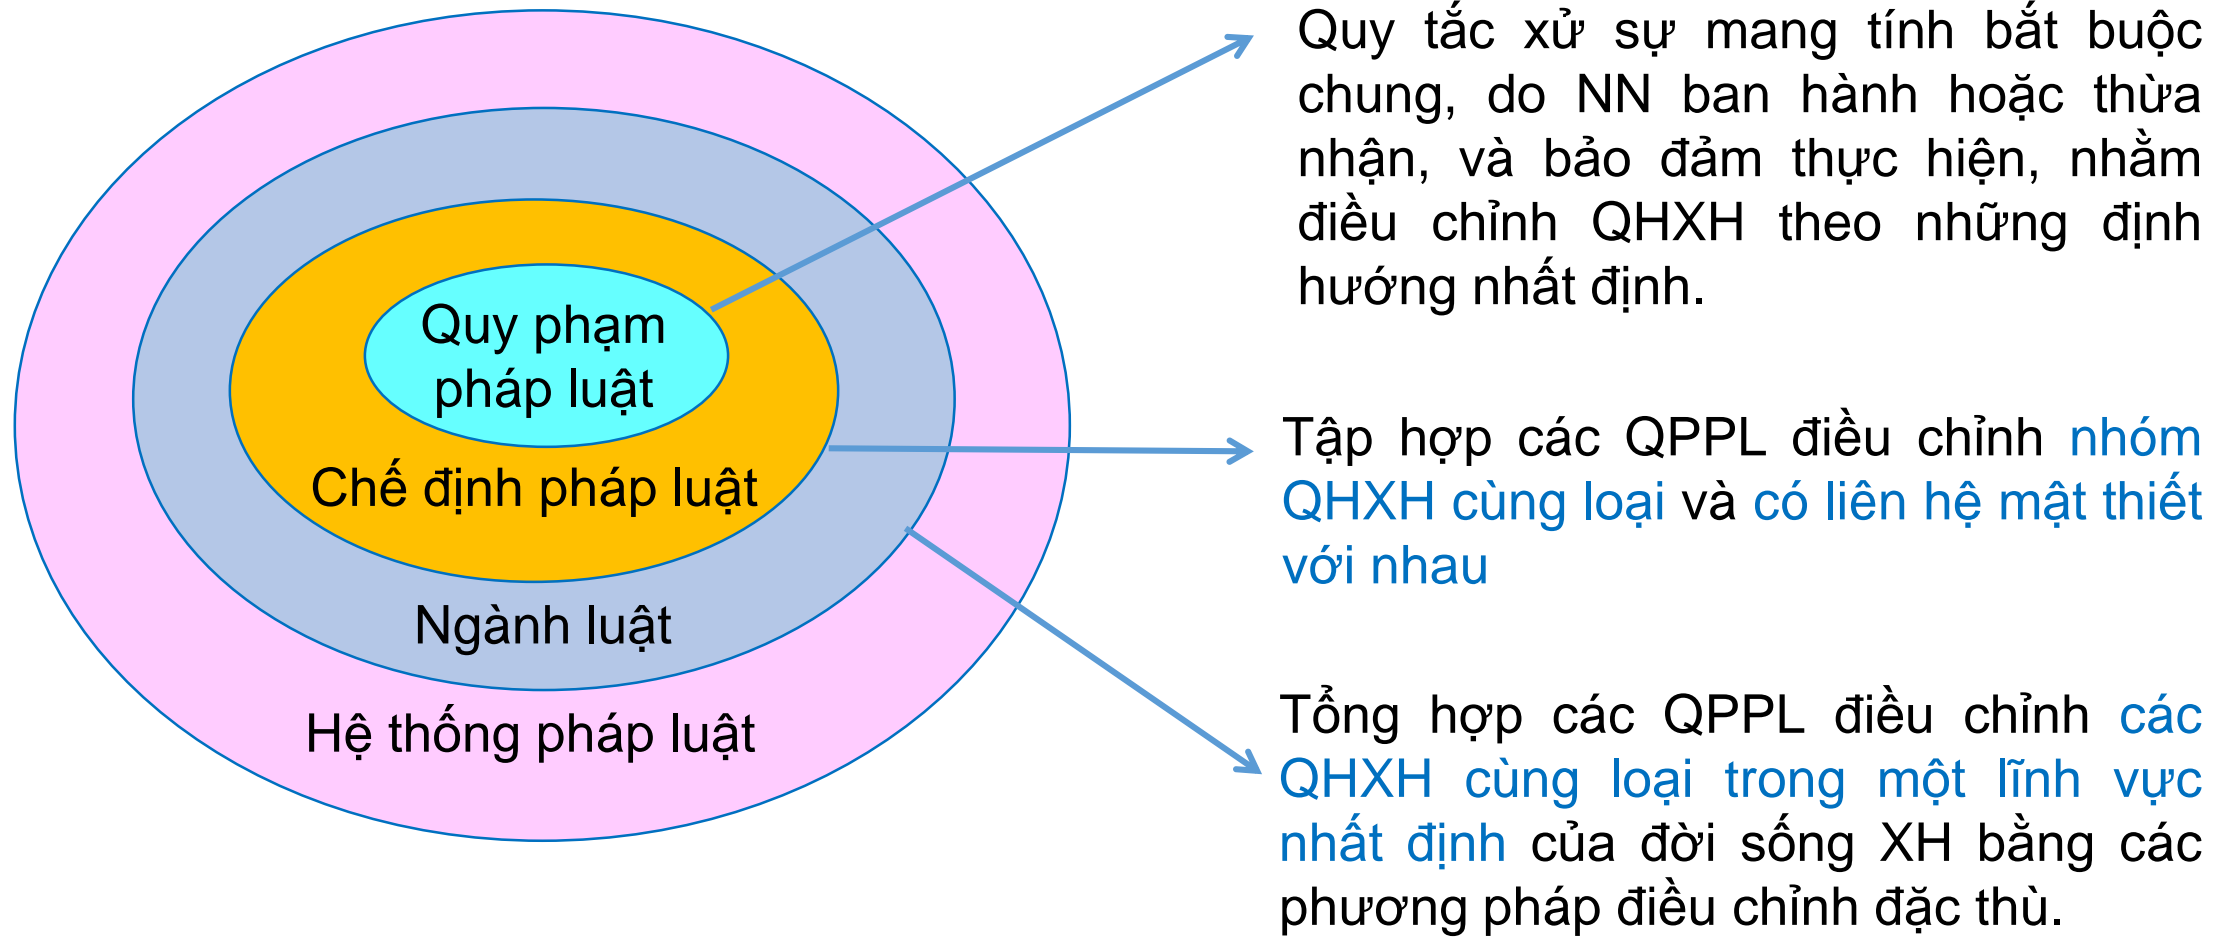 Quy phạm
pháp luật
Chế định pháp luật
Ngành luật
Hệ thống pháp luật
Quy tắc xử sự mang tính bắt buộc
chung, do NN ban hành hoặc thừa
nhận, và bảo đảm thực hiện, nhằm
điều chỉnh QHXH theo những định
hướng nhất định.
Tập hợp các QPPL điều chỉnh nhóm
QHXH cùng loại và có liên hệ mật thiết
với nhau
Tổng hợp các QPPL điều chỉnh các
QHXH cùng loại trong một lĩnh vực
nhất định của đời sống XH bằng các
phương pháp điều chỉnh đặc thù.